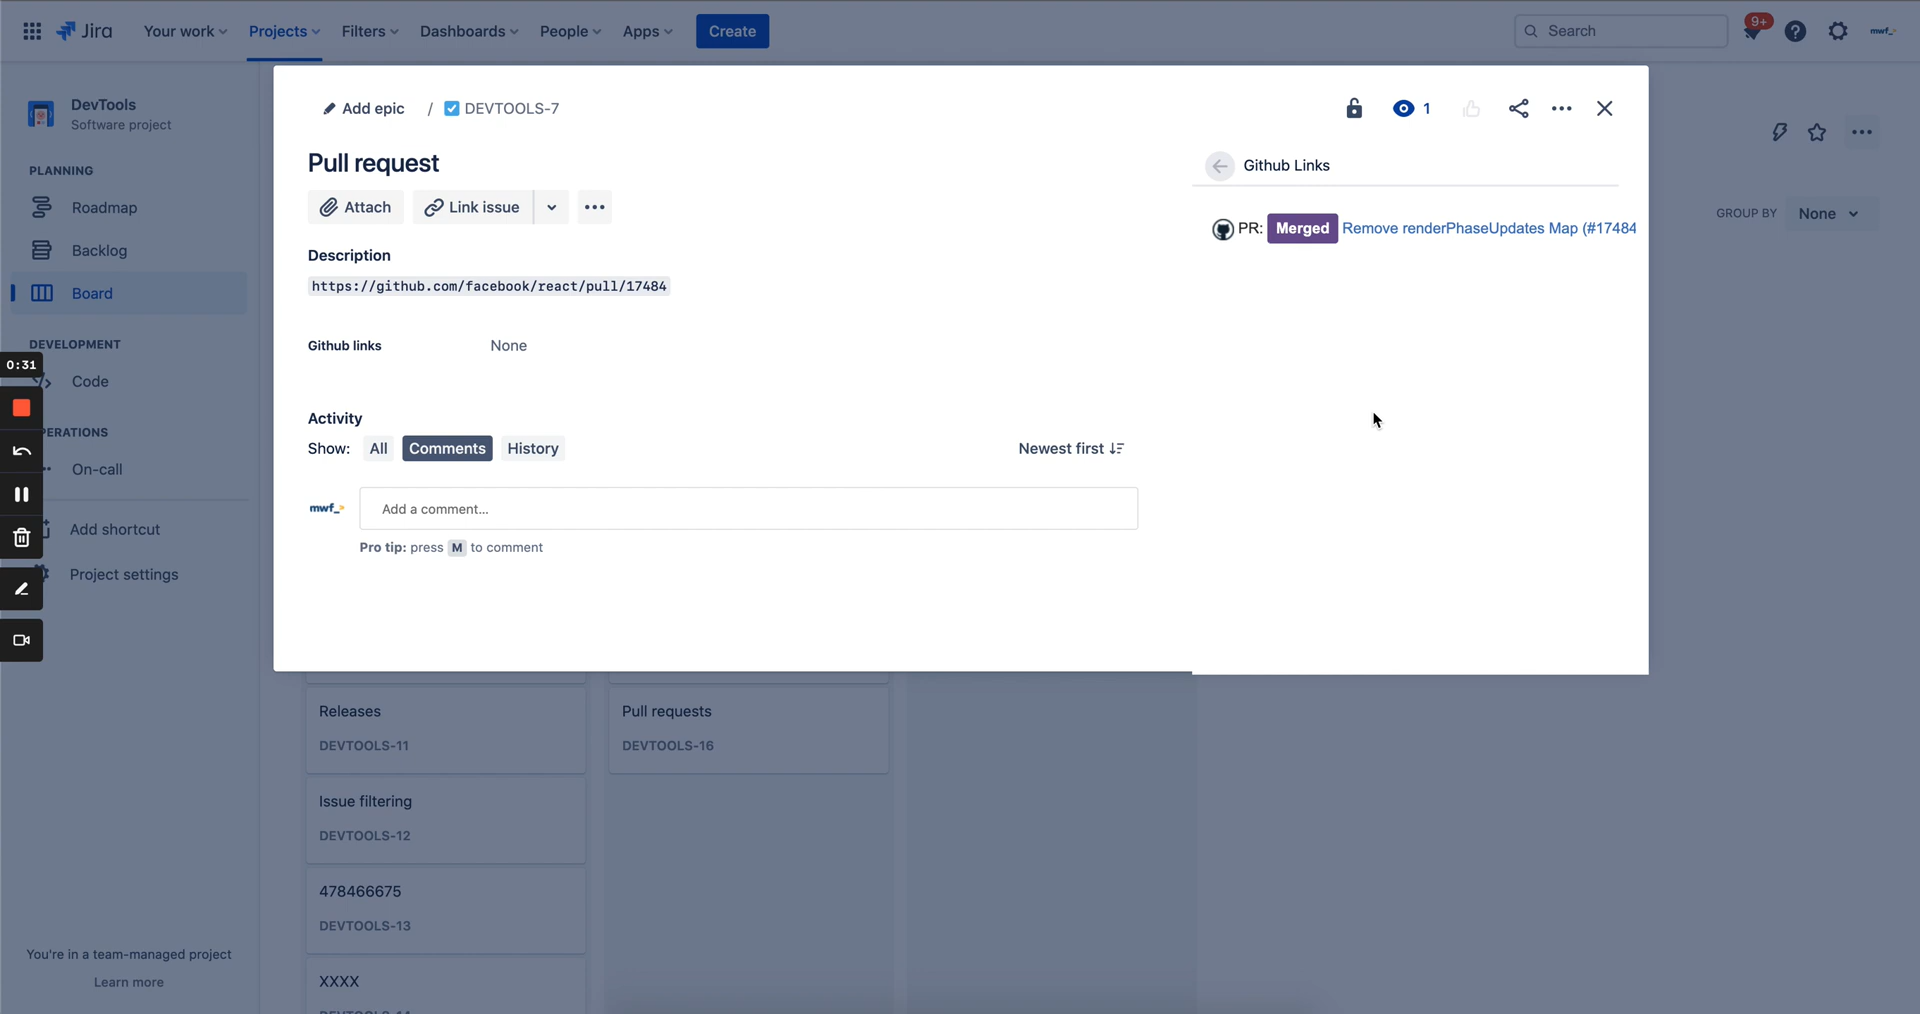 Jira Your work Projects Filters Dashboards People Apps Create Search 9+ mwf_>
DevTools
Software project
PLANNING
Roadmap
Backlog
Board
DEVELOPMENT
0:31
Code
PERATIONS
On-call
Add shortcut
Project settings
You're in a team-managed project
Learn more
Add epic / DEVTOOLS-7
1
Pull request
Attach Link issue
Description
https://github.com/facebook/react/pull/17484
Github links None
Activity
Show: All Comments History Newest first
mwf_> Add a comment...
Pro tip: press M to comment
Github Links
PR: Merged Remove renderPhaseUpdates Map (#17484
GROUP BY None
Releases
DEVTOOLS-11
Issue filtering
DEVTOOLS-12
478466675
DEVTOOLS-13
XXXX
Pull requests
DEVTOOLS-16